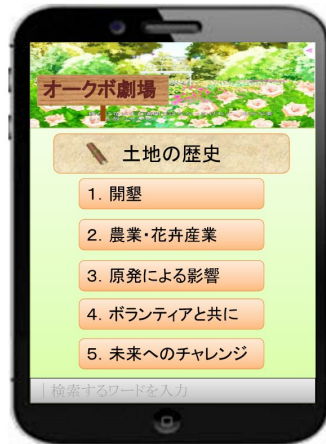 オークボ劇場
土地の歴史
1. 開墾
2. 農業・花卉産業
3. 原発による影響
4. ボランティアと共に
5. 未来へのチャレンジ
検索するワードを入力